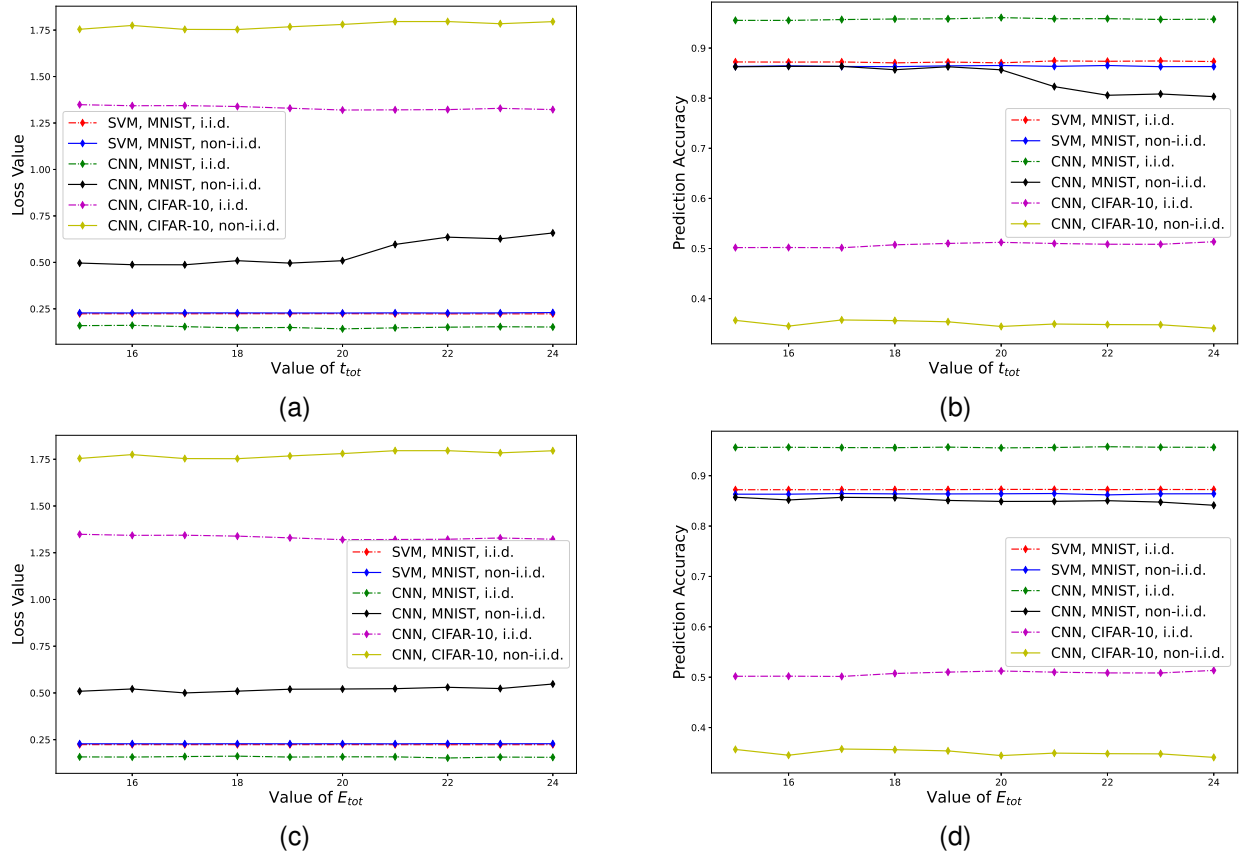 1.75
1.50
1.25
1.00
0.75
0.50
0.25
Loss Value
SVM, MNIST, i.i.d.
SVM, MNIST, non-i.i.d.
CNN, MNIST, i.i.d.
CNN, MNIST, non-i.i.d.
CNN, CIFAR-10, i.i.d.
CNN, CIFAR-10, non-i.i.d.
16 18 20 22 24
Value of t_tot
(a)
0.9
0.8
0.7
0.6
0.5
0.4
Prediction Accuracy
SVM, MNIST, i.i.d.
SVM, MNIST, non-i.i.d.
CNN, MNIST, i.i.d.
CNN, MNIST, non-i.i.d.
CNN, CIFAR-10, i.i.d.
CNN, CIFAR-10, non-i.i.d.
16 18 20 22 24
Value of t_tot
(b)
1.75
1.50
1.25
1.00
0.75
0.50
0.25
Loss Value
SVM, MNIST, i.i.d.
SVM, MNIST, non-i.i.d.
CNN, MNIST, i.i.d.
CNN, MNIST, non-i.i.d.
CNN, CIFAR-10, i.i.d.
CNN, CIFAR-10, non-i.i.d.
16 18 20 22 24
Value of E_tot
(c)
0.9
0.8
0.7
0.6
0.5
0.4
Prediction Accuracy
SVM, MNIST, i.i.d.
SVM, MNIST, non-i.i.d.
CNN, MNIST, i.i.d.
CNN, MNIST, non-i.i.d.
CNN, CIFAR-10, i.i.d.
CNN, CIFAR-10, non-i.i.d.
16 18 20 22 24
Value of E_tot
(d)